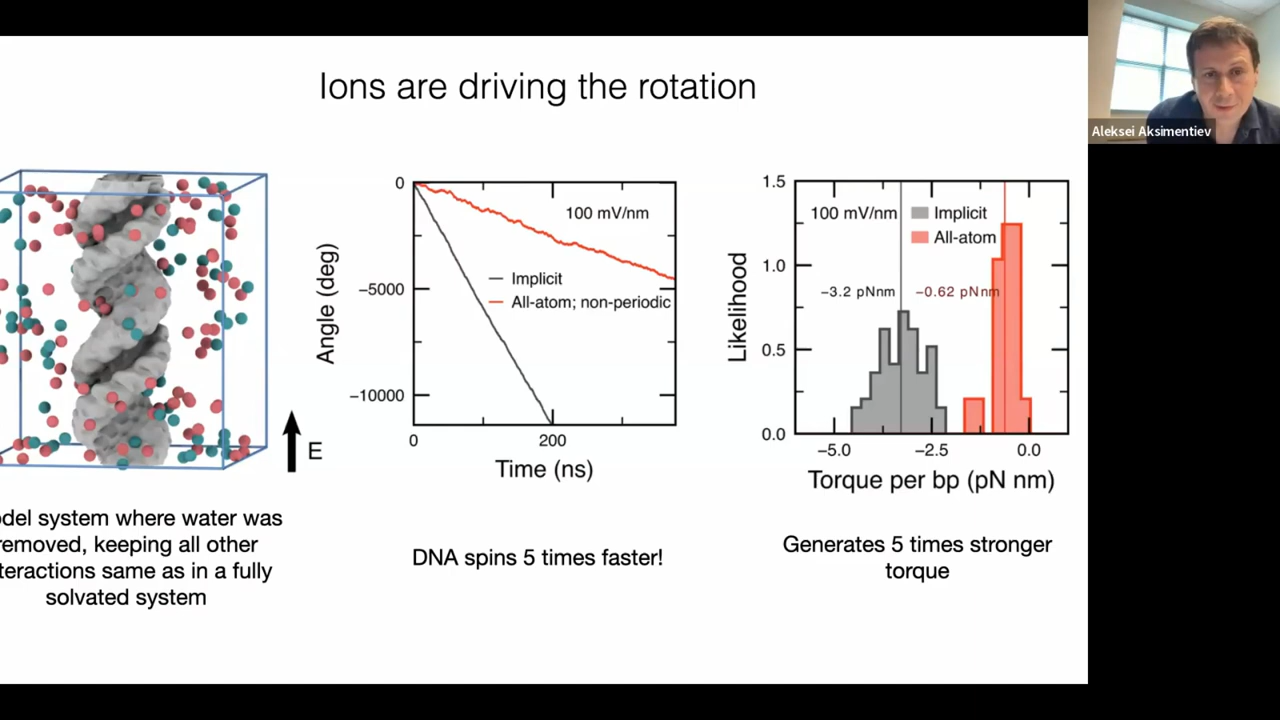 Ions are driving the rotation
Aleksei Aksimentiev
E
odel system where water was
removed, keeping all other
teractions same as in a fully
solvated system
0
−5000
−10000
Angle (deg)
100 mV/nm
Implicit
All-atom; non-periodic
0
200
Time (ns)
DNA spins 5 times faster!
1.5
1.0
0.5
0.0
Likelihood
100 mV/nm
Implicit
All-atom
−3.2 pNnm
−0.62 pNnm
−5.0
−2.5
0.0
Torque per bp (pN nm)
Generates 5 times stronger
torque